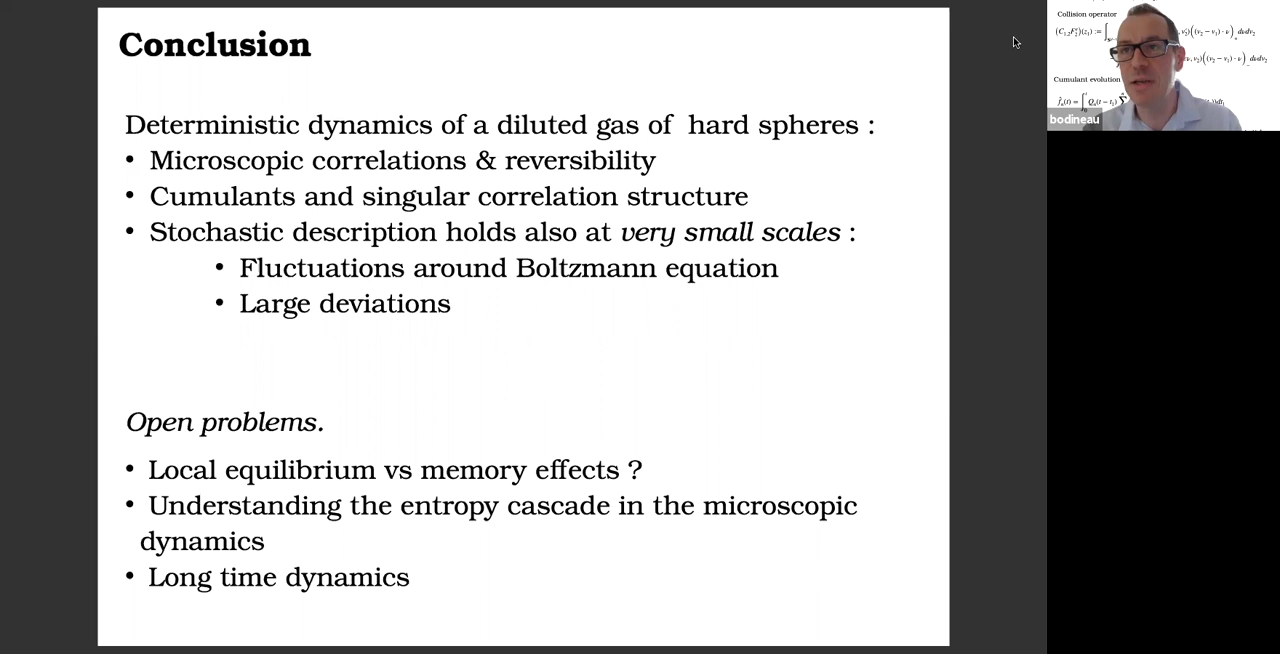 Conclusion
Deterministic dynamics of a diluted gas of hard spheres :
• Microscopic correlations & reversibility
• Cumulants and singular correlation structure
• Stochastic description holds also at very small scales :
• Fluctuations around Boltzmann equation
• Large deviations
Open problems.
• Local equilibrium vs memory effects ?
• Understanding the entropy cascade in the microscopic
dynamics
• Long time dynamics
Collision operator
Cumulant evolution
bodineau